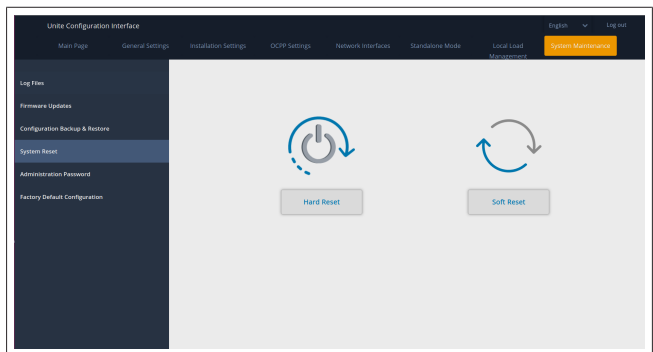 Unite Configuration Interface
English
Log out
Main Page
General Settings
Installation Settings
OCPP Settings
Network Interfaces
Standalone Mode
Local Load
Management
System Maintenance
Log Files
Firmware Updates
Configuration Backup & Restore
System Reset
Administration Password
Factory Default Configuration
Hard Reset
Soft Reset